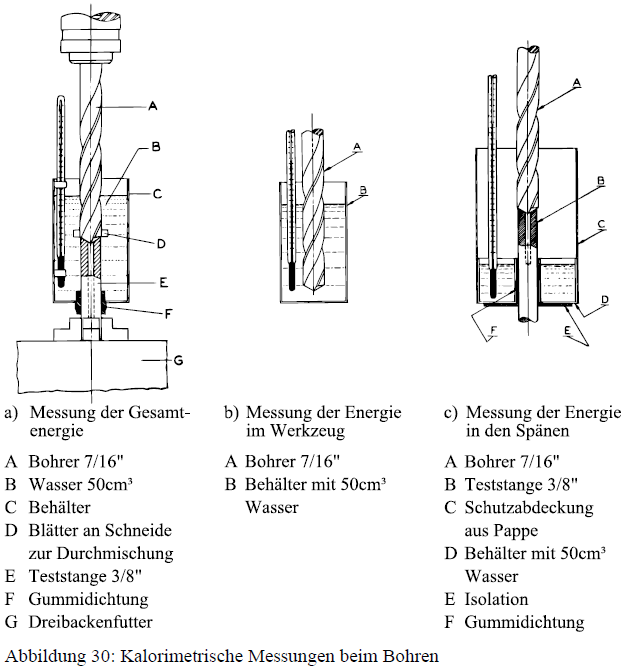 A
B
C
D
E
F
G
A
B
A
B
C
D
E
F
a) Messung der Gesamt-
energie
A Bohrer 7/16"
B Wasser 50cm³
C Behälter
D Blätter an Schneide
zur Durchmischung
E Teststange 3/8"
F Gummidichtung
G Dreibackenfutter
b) Messung der Energie
im Werkzeug
A Bohrer 7/16"
B Behälter mit 50cm³
Wasser
c) Messung der Energie
in den Spänen
A Bohrer 7/16"
B Teststange 3/8"
C Schutzabdeckung
aus Pappe
D Behälter mit 50cm³
Wasser
E Isolation
F Gummidichtung
Abbildung 30: Kalorimetrische Messungen beim Bohren